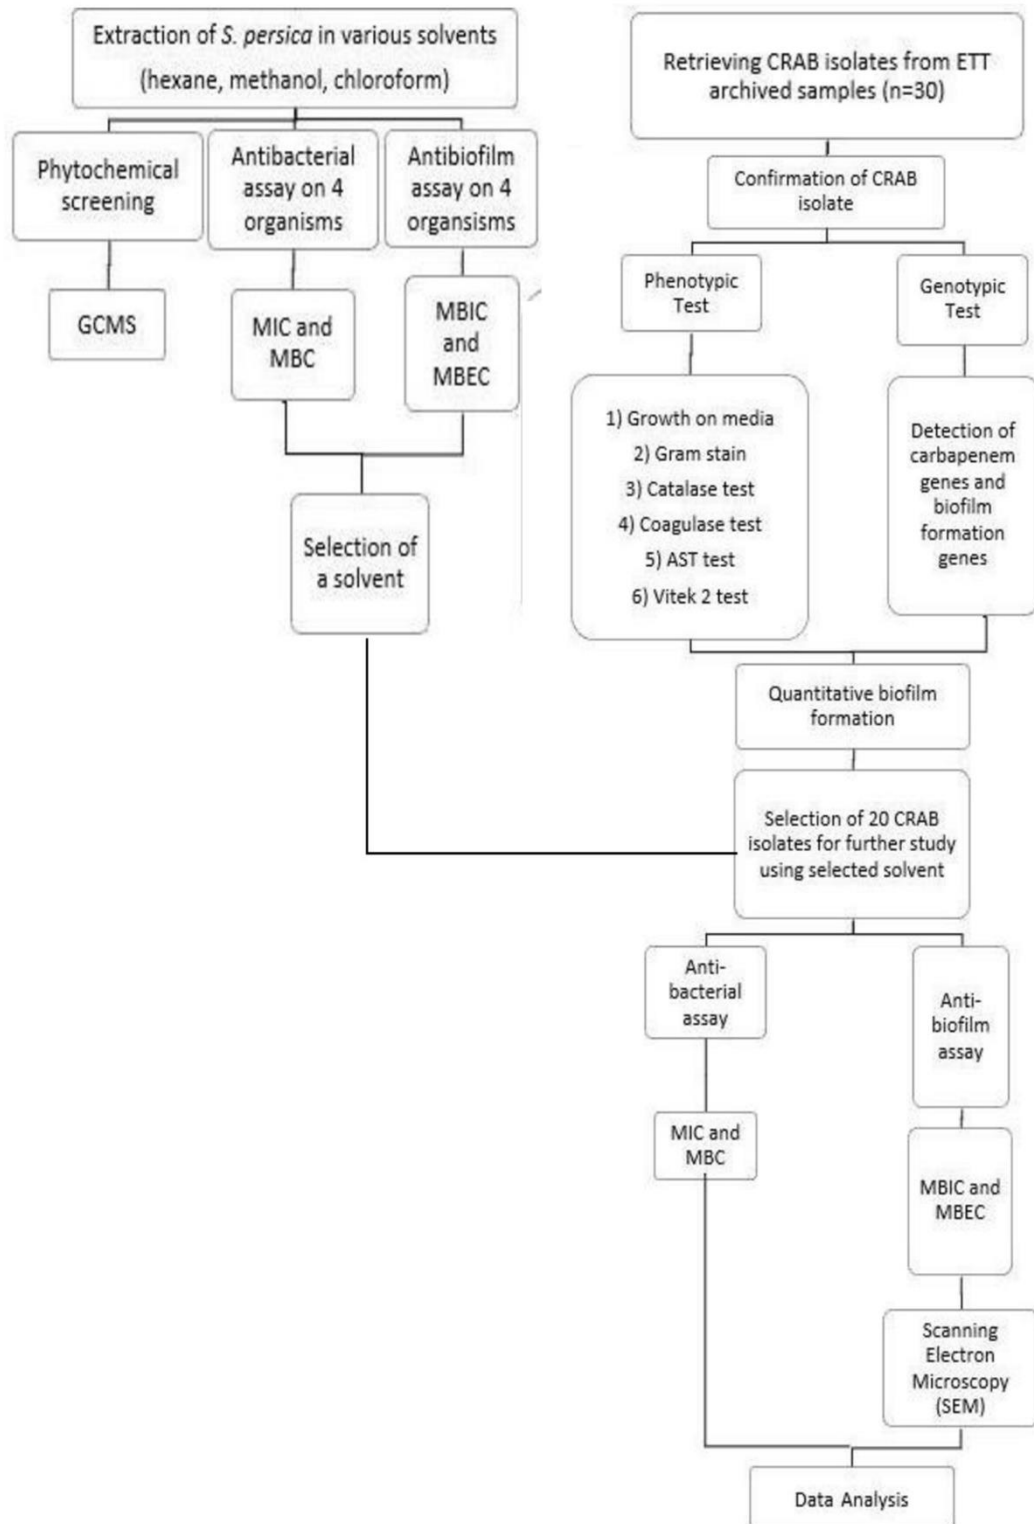 Extraction of S. persica in various solvents
(hexane, methanol, chloroform)
Phytochemical
screening
Antibacterial
assay on 4
organisms
Antibiofilm
assay on 4
organsisms
GCMS
MIC and
MBC
MBIC
and
MBEC
Selection of
a solvent
Retrieving CRAB isolates from ETT
archived samples (n=30)
Confirmation of CRAB
isolate
Phenotypic
Test
Genotypic
Test
1) Growth on media
2) Gram stain
3) Catalase test
4) Coagulase test
5) AST test
6) Vitek 2 test
Detection of
carbapenem
genes and
biofilm
formation
genes
Quantitative biofilm
formation
Selection of 20 CRAB
isolates for further study
using selected solvent
Anti-
bacterial
assay
Anti-
biofilm
assay
MIC and
MBC
MBIC and
MBEC
Scanning
Electron
Microscopy
(SEM)
Data Analysis